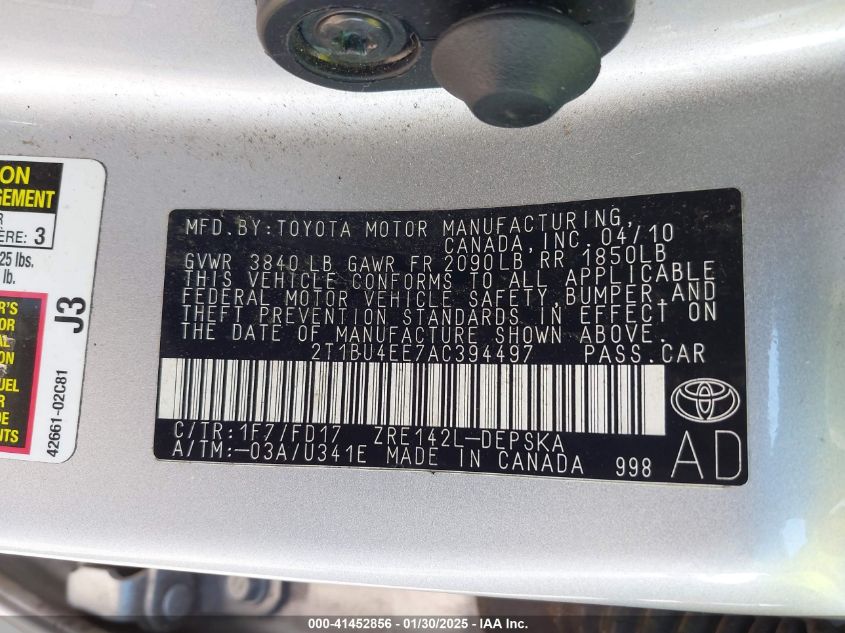 ON
GEMENT
R
ÈRE: 3
25 lbs.
lb.
R'S
OR
AL
ON
UEL
R
DE
UTS
J3
42661-02C81
MFD.BY:TOYOTA MOTOR MANUFACTURING,
CANADA,INC. 04/10
GVWR 3840LB GAWR FR 2090LB RR 1850LB
THIS VEHICLE CONFORMS TO ALL APPLICABLE
FEDERAL MOTOR VEHICLE SAFETY,BUMPER,AND
THEFT PREVENTION STANDARDS IN EFFECT ON
THE DATE OF MANUFACTURE SHOWN ABOVE.
2T1BU4EE7AC394497 PASS.CAR
C/TR:1F7/FD17 ZRE142L-DEPSKA
A/TM:-03A/U341E MADE IN CANADA 998
AD
000-41452856 - 01/30/2025 - IAA Inc.